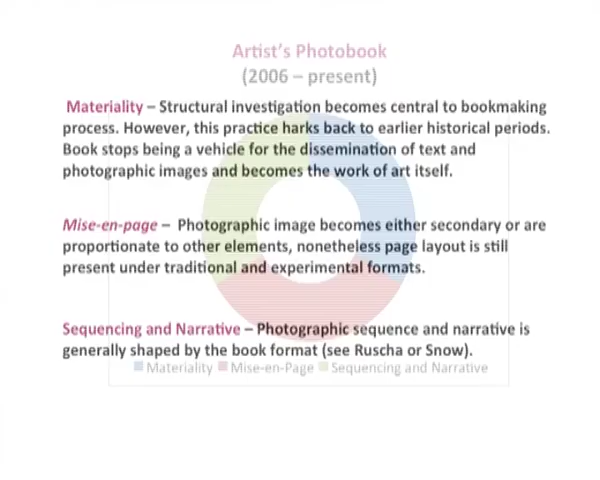 Artist's Photobook
(2006 – present)
Materiality – Structural investigation becomes central to bookmaking
process. However, this practice harks back to earlier historical periods.
Book stops being a vehicle for the dissemination of text and
photographic images and becomes the work of art itself.
Mise-en-page – Photographic image becomes either secondary or are
proportionate to other elements, nonetheless page layout is still
present under traditional and experimental formats.
Sequencing and Narrative – Photographic sequence and narrative is
generally shaped by the book format (see Ruscha or Snow).
Materiality Mise-en-Page Sequencing and Narrative